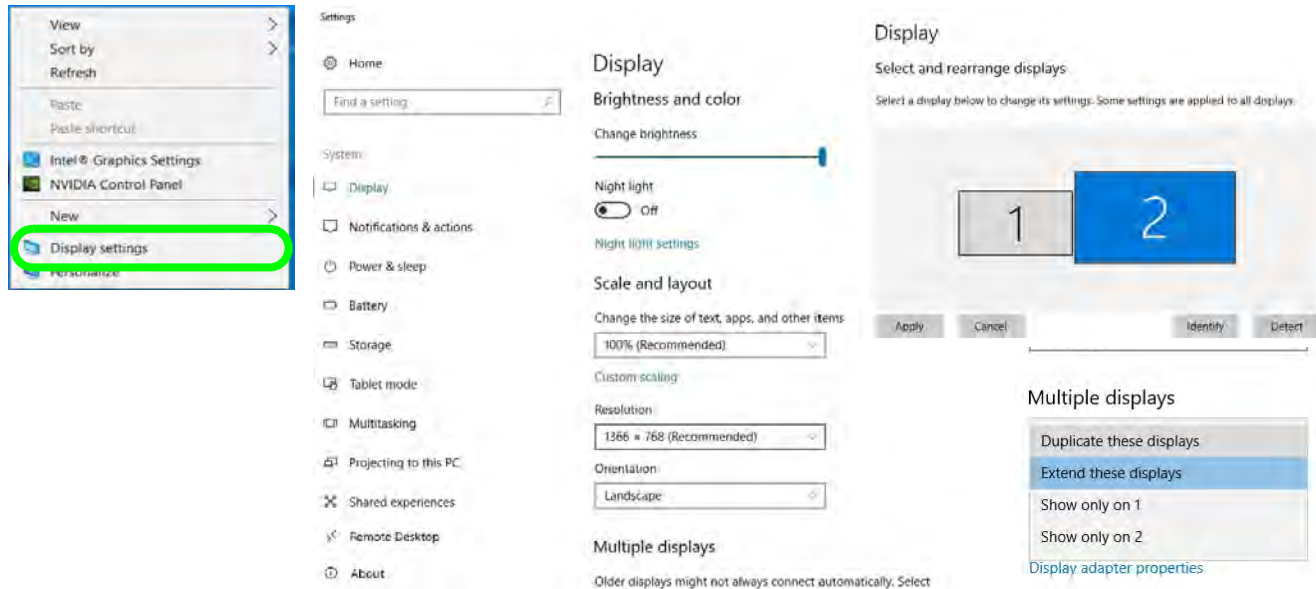 View
Sort by
Refresh
Paste
Paste shortcut
Intel® Graphics Settings
NVIDIA Control Panel
New
Display settings
Personalize
Settings
Home
Find a setting
System
Display
Notifications & actions
Power & sleep
Battery
Storage
Tablet mode
Multitasking
Projecting to this PC
Shared experiences
Remote Desktop
About
Display
Brightness and color
Change brightness
Night light
Off
Night light settings
Scale and layout
Change the size of text, apps, and other items
100% (Recommended)
Custom scaling
Resolution
1366 × 768 (Recommended)
Orientation
Landscape
Multiple displays
Older displays might not always connect automatically. Select
Display
Select and rearrange displays
Select a display below to change its settings. Some settings are applied to all displays.
1
2
Apply Cancel Identify Detect
Multiple displays
Duplicate these displays
Extend these displays
Show only on 1
Show only on 2
Display adapter properties